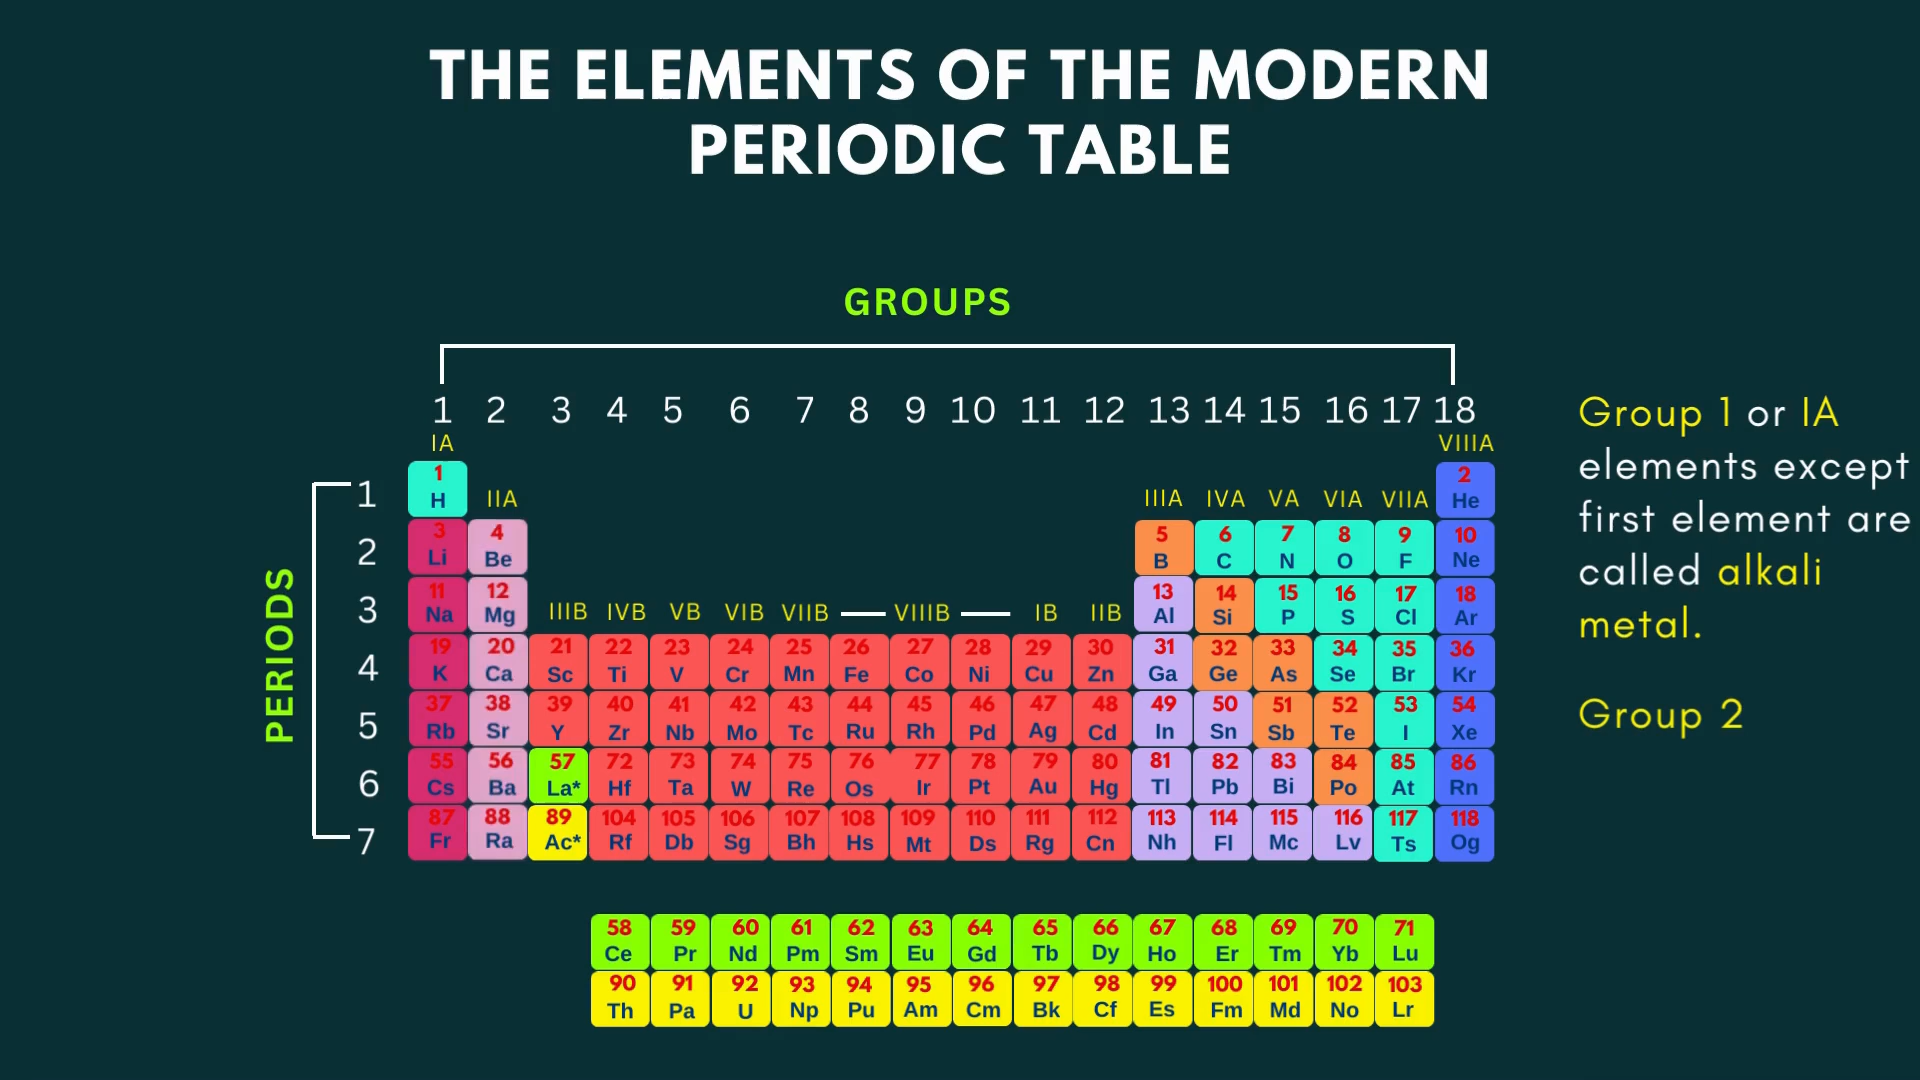 THE ELEMENTS OF THE MODERN
PERIODIC TABLE
GROUPS
1 2 3 4 5 6 7 8 9 10 11 12 13 14 15 16 17 18
IA VIIIA
1 1 2
H IIA IIIA IVA VA VIA VIIA He
2 3 4 5 6 7 8 9 10
Li Be B C N O F Ne
3 11 12 13 14 15 16 17 18
Na Mg IIIB IVB VB VIB VIIB VIIIB IB IIB Al Si P S Cl Ar
4 19 20 21 22 23 24 25 26 27 28 29 30 31 32 33 34 35 36
K Ca Sc Ti V Cr Mn Fe Co Ni Cu Zn Ga Ge As Se Br Kr
5 37 38 39 40 41 42 43 44 45 46 47 48 49 50 51 52 53 54
Rb Sr Y Zr Nb Mo Tc Ru Rh Pd Ag Cd In Sn Sb Te I Xe
6 55 56 57 72 73 74 75 76 77 78 79 80 81 82 83 84 85 86
Cs Ba La* Hf Ta W Re Os Ir Pt Au Hg Tl Pb Bi Po At Rn
7 87 88 89 104 105 106 107 108 109 110 111 112 113 114 115 116 117 118
Fr Ra Ac* Rf Db Sg Bh Hs Mt Ds Rg Cn Nh Fl Mc Lv Ts Og
PERIODS
58 59 60 61 62 63 64 65 66 67 68 69 70 71
Ce Pr Nd Pm Sm Eu Gd Tb Dy Ho Er Tm Yb Lu
90 91 92 93 94 95 96 97 98 99 100 101 102 103
Th Pa U Np Pu Am Cm Bk Cf Es Fm Md No Lr
Group 1 or IA
elements except
first element are
called alkali
metal.
Group 2